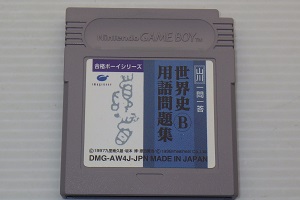 Nintendo GAME BOY
合格ボーイシリーズ
imagineer
山川 一問一答
世界史B
用語問題集
DMG-AW4J-JPN MADE IN JAPAN